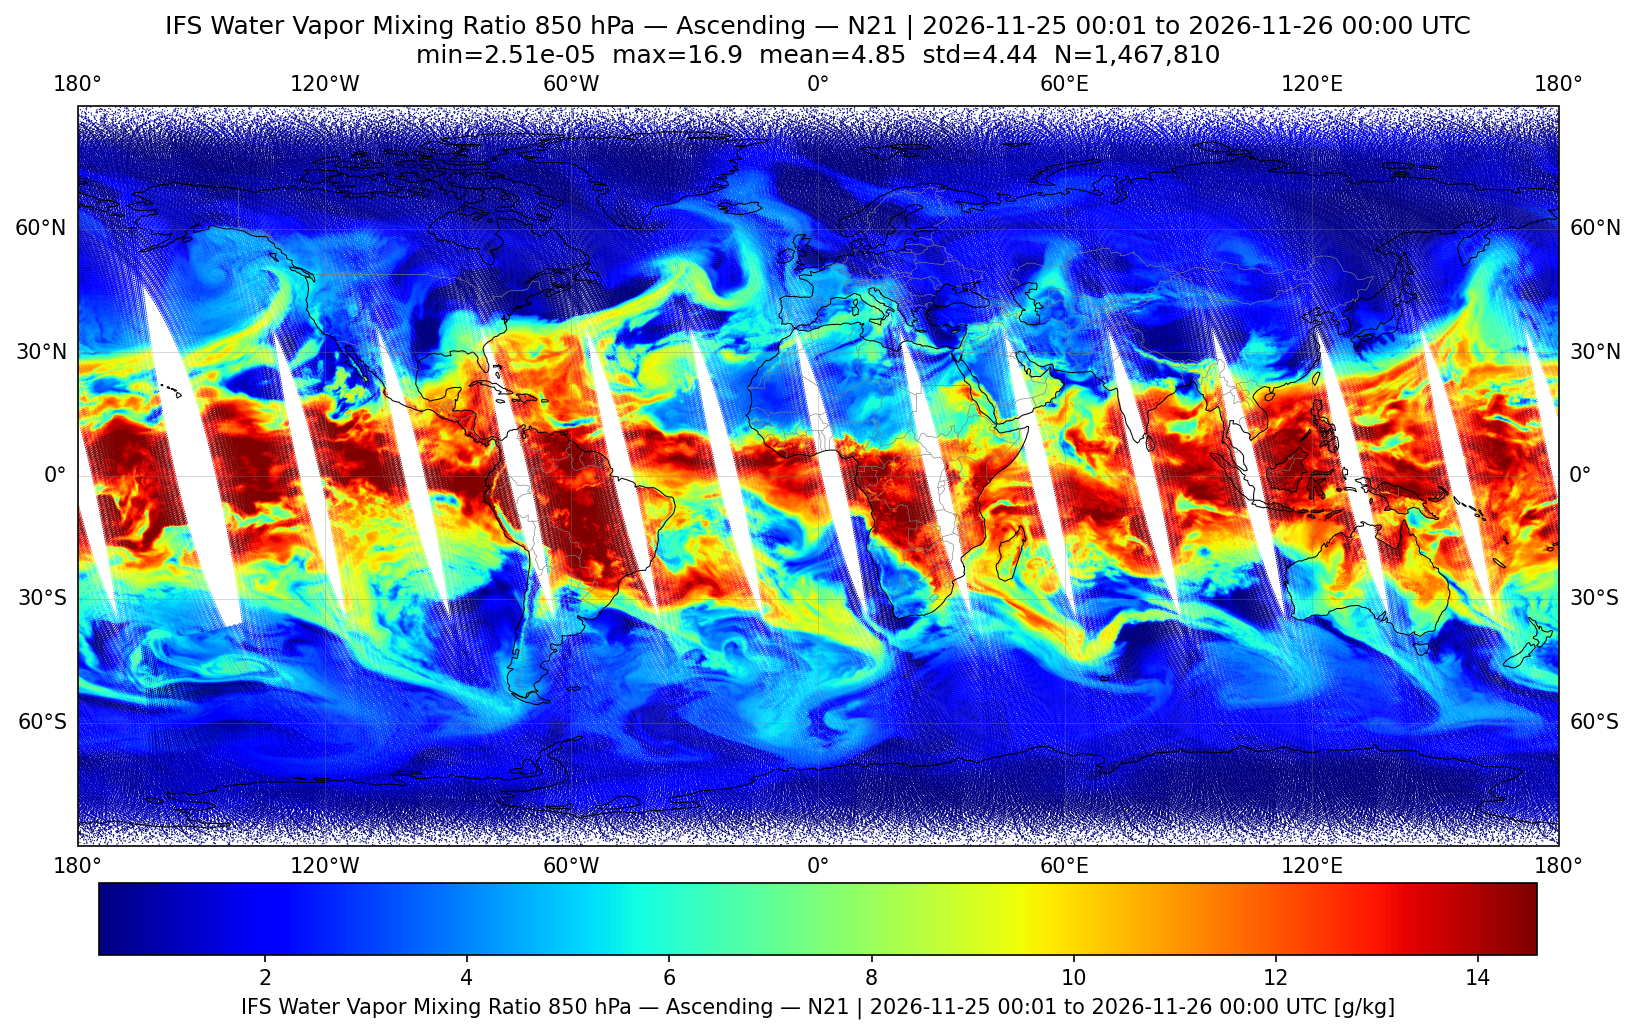 IFS Water Vapor Mixing Ratio 850 hPa — Ascending — N21 | 2026-11-25 00:01 to 2026-11-26 00:00 UTC
min=2.51e-05 max=16.9 mean=4.85 std=4.44 N=1,467,810
180° 120°W 60°W 0° 60°E 120°E 180°
60°N 60°N
30°N 30°N
0° 0°
30°S 30°S
60°S 60°S
180° 120°W 60°W 0° 60°E 120°E 180°
2 4 6 8 10 12 14
IFS Water Vapor Mixing Ratio 850 hPa — Ascending — N21 | 2026-11-25 00:01 to 2026-11-26 00:00 UTC [g/kg]